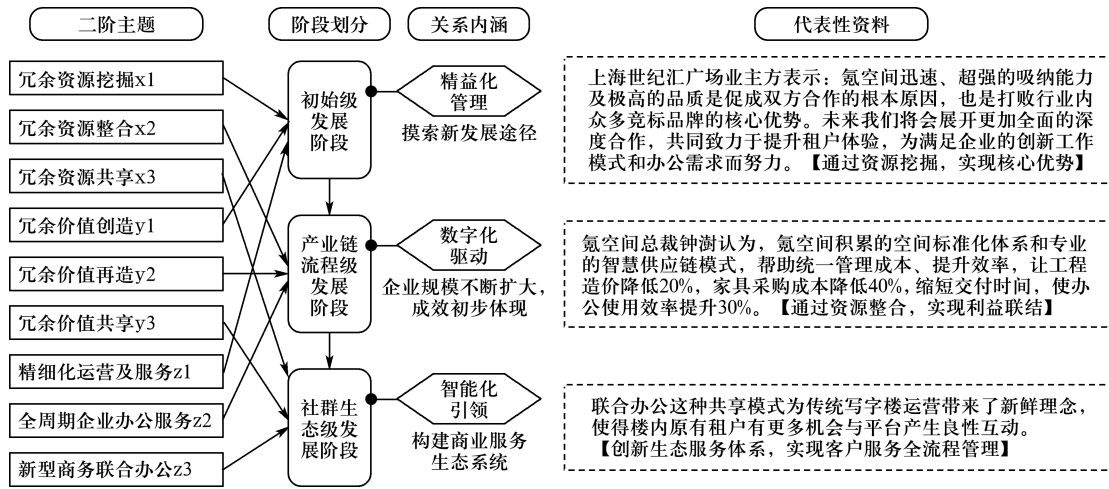 二阶主题
阶段划分
关系内涵
代表性资料
冗余资源挖掘x1
冗余资源整合x2
冗余资源共享x3
冗余价值创造y1
冗余价值再造y2
冗余价值共享y3
精细化运营及服务z1
全周期企业办公服务z2
新型商务联合办公z3
初始级
发展
阶段
产业链
流程级
发展
阶段
社群生
态级发
展阶段
精益化
管理
摸索新发展途径
数字化
驱动
企业规模不断扩大，
成效初步体现
智能化
引领
构建商业服务
生态系统
上海世纪汇广场业主方表示：氪空间迅速、超强的吸纳能力
及极高的品质是促成双方合作的根本原因，也是打败行业内
众多竞标品牌的核心优势。未来我们将会展开更加全面的深
度合作，共同致力于提升租户体验，为满足企业的创新工作
模式和办公需求而努力。【通过资源挖掘，实现核心优势】
氪空间总裁钟澍认为，氪空间积累的空间标准化体系和专业
的智慧供应链模式，帮助统一管理成本、提升效率，让工程
造价降低20%，家具采购成本降低40%，缩短交付时间，使办
公使用效率提升30%。【通过资源整合，实现利益联结】
联合办公这种共享模式为传统写字楼运营带来了新鲜理念，
使得楼内原有租户有更多机会与平台产生良性互动。
【创新生态服务体系，实现客户服务全流程管理】